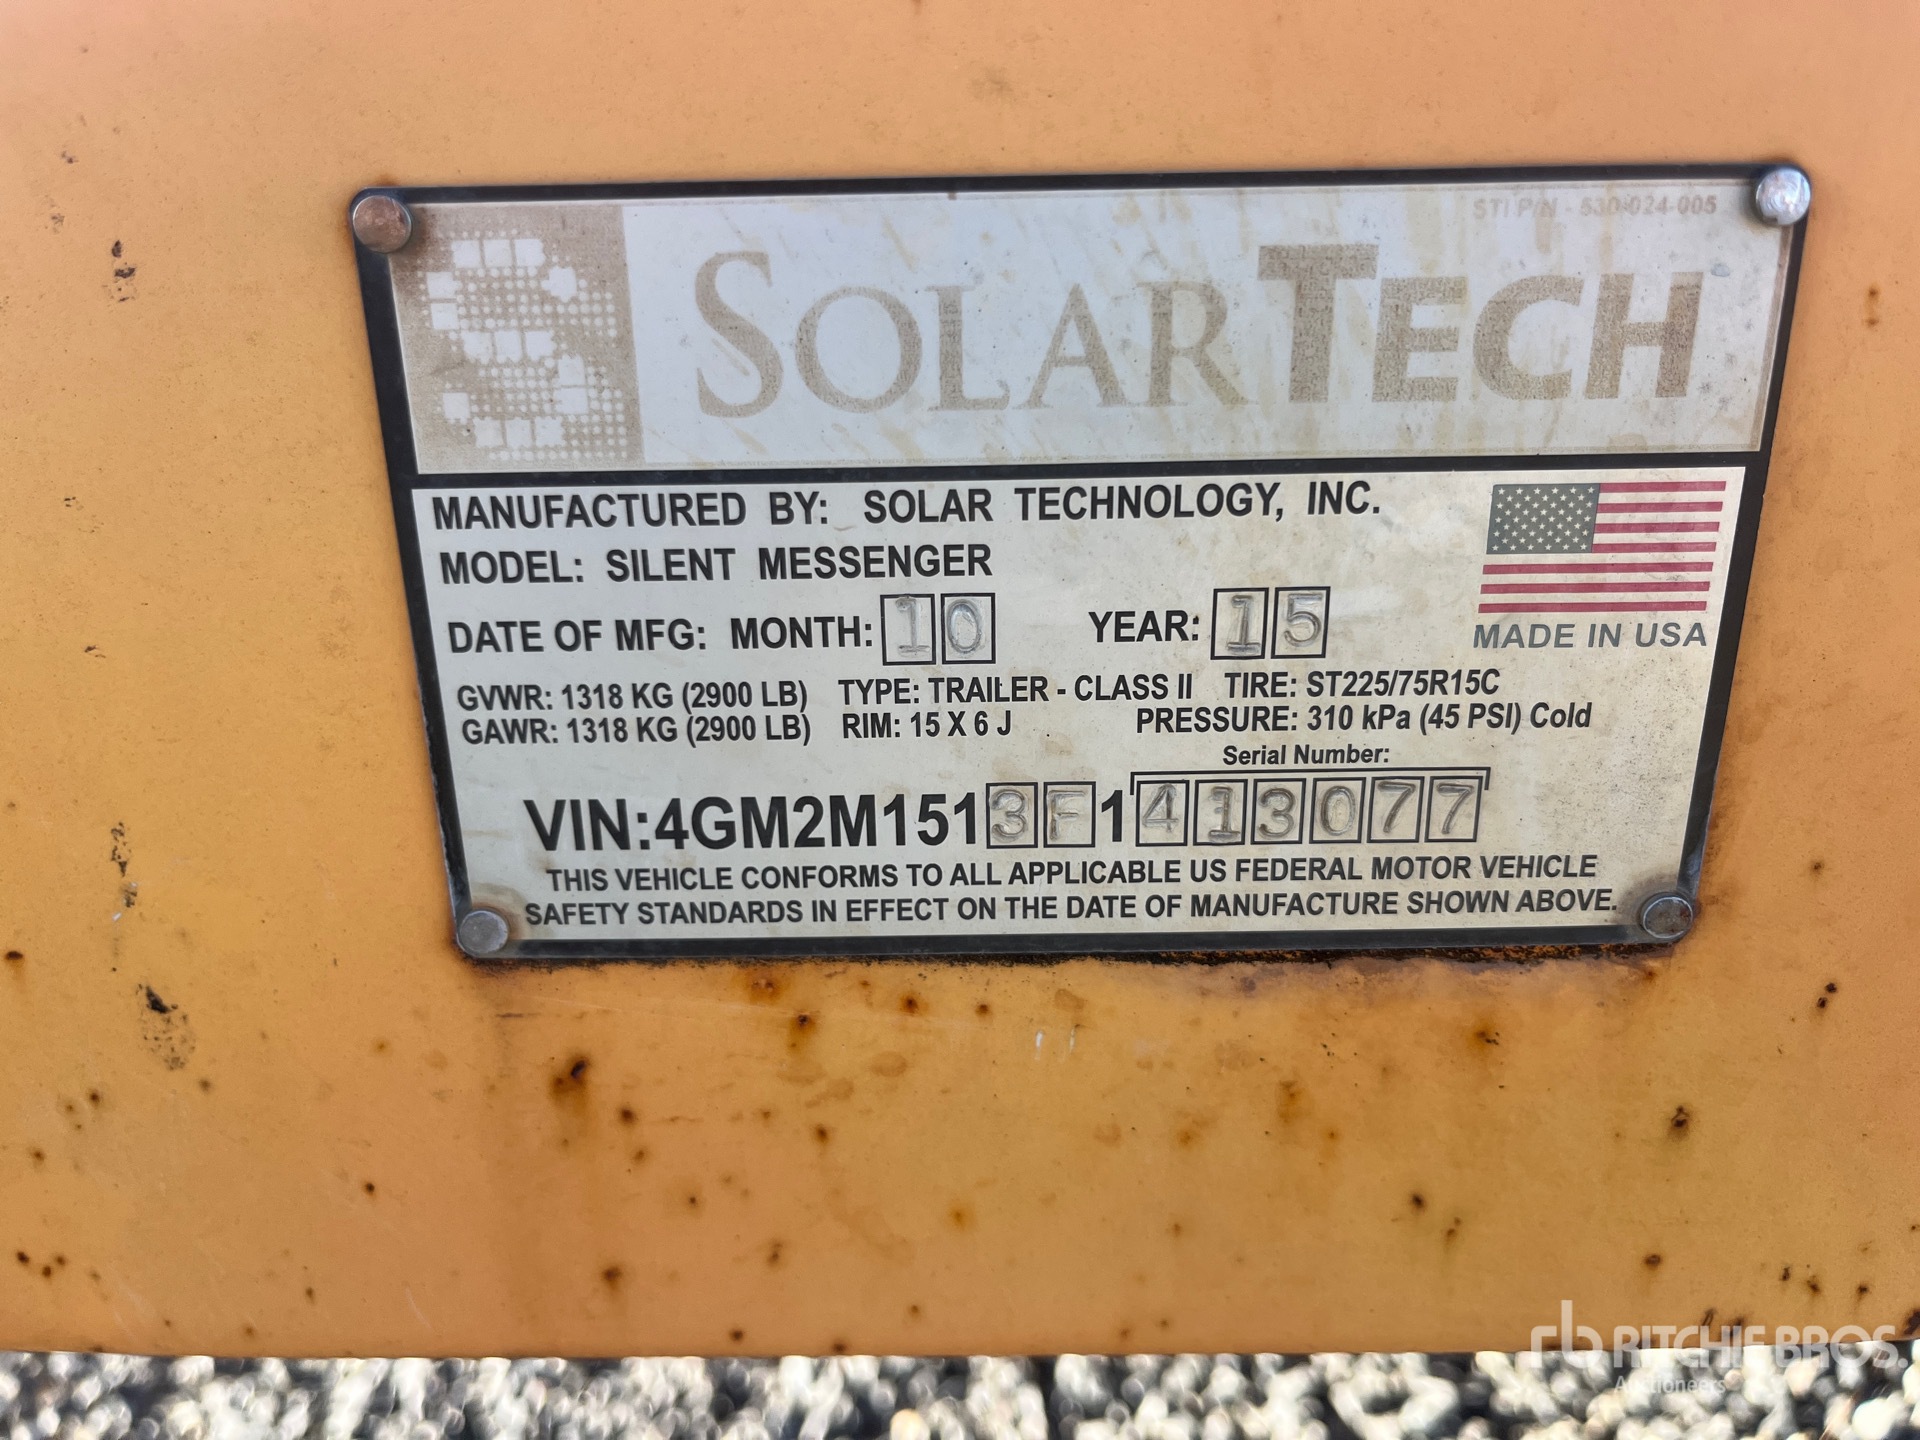 STI P/N - 530-024-005
SOLARTECH
MANUFACTURED BY: SOLAR TECHNOLOGY, INC.
MODEL: SILENT MESSENGER
DATE OF MFG: MONTH: 10 YEAR: 15
MADE IN USA
GVWR: 1318 KG (2900 LB) TYPE: TRAILER - CLASS II TIRE: ST225/75R15C
GAWR: 1318 KG (2900 LB) RIM: 15 X 6 J PRESSURE: 310 kPa (45 PSI) Cold
Serial Number:
VIN:4GM2M1513F1413077
THIS VEHICLE CONFORMS TO ALL APPLICABLE US FEDERAL MOTOR VEHICLE
SAFETY STANDARDS IN EFFECT ON THE DATE OF MANUFACTURE SHOWN ABOVE.
rb RITCHIE BROS.
Auctioneers